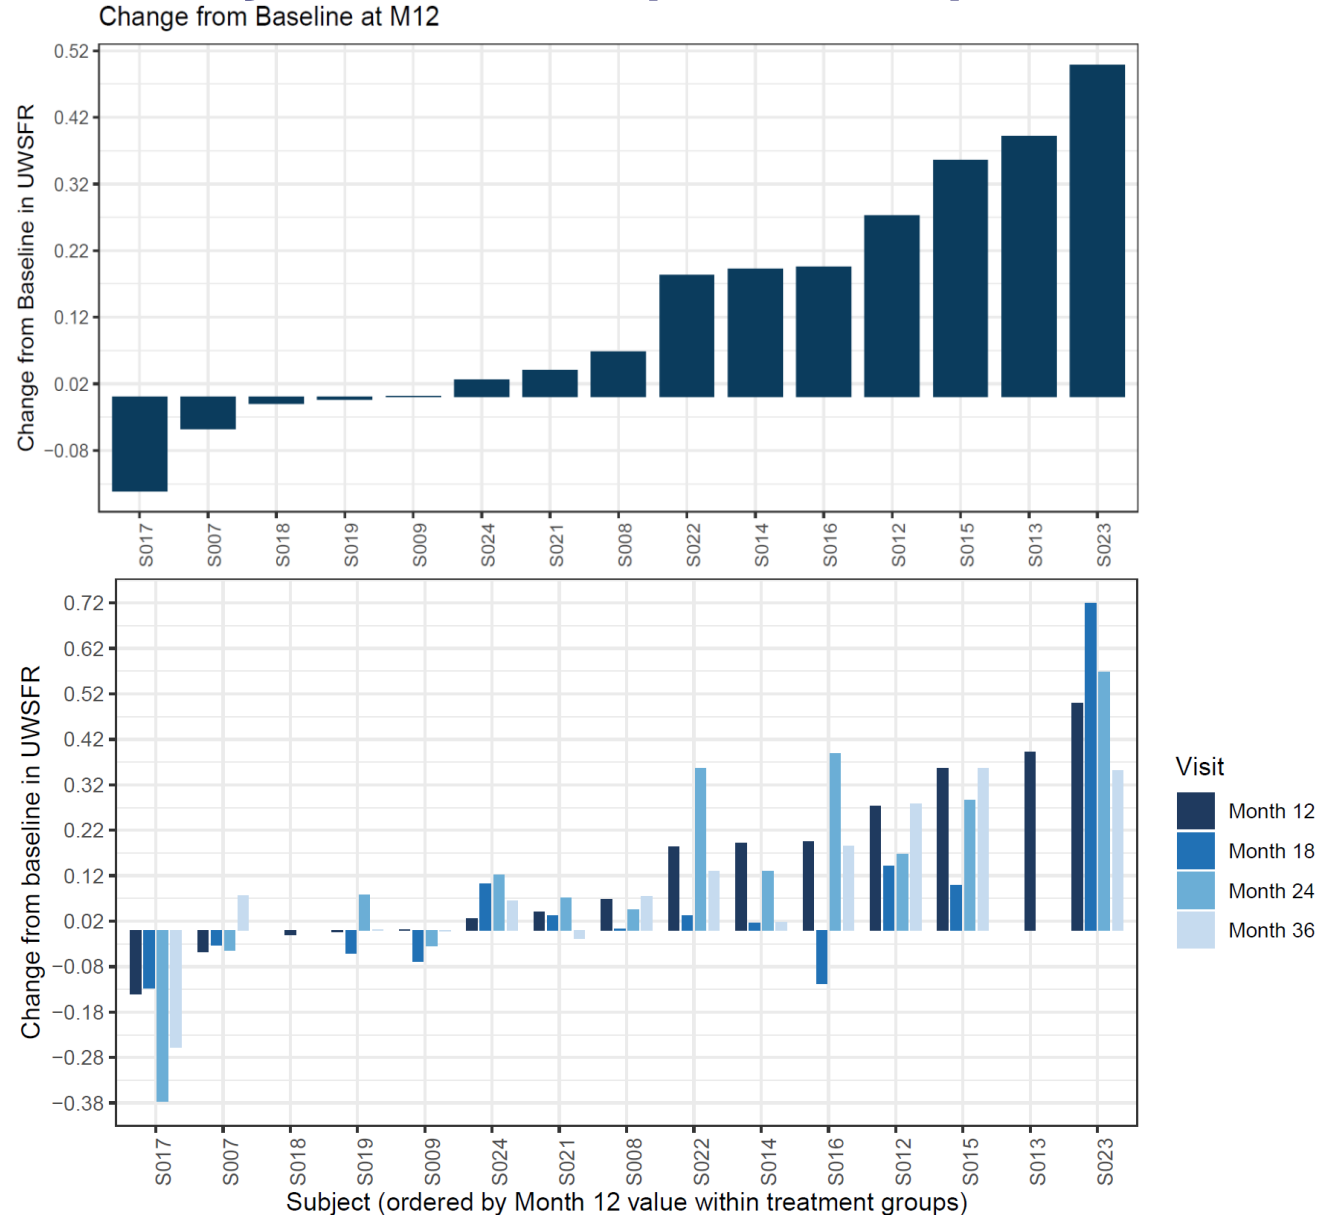 Change from Baseline at M12
Change from Baseline in UWSFR
0.52
0.42
0.32
0.22
0.12
0.02
−0.08
S017 S007 S018 S019 S009 S024 S021 S008 S022 S014 S016 S012 S015 S013 S023
Change from baseline in UWSFR
0.72
0.62
0.52
0.42
0.32
0.22
0.12
0.02
−0.08
−0.18
−0.28
−0.38
S017 S007 S018 S019 S009 S024 S021 S008 S022 S014 S016 S012 S015 S013 S023
Subject (ordered by Month 12 value within treatment groups)
Visit
Month 12
Month 18
Month 24
Month 36